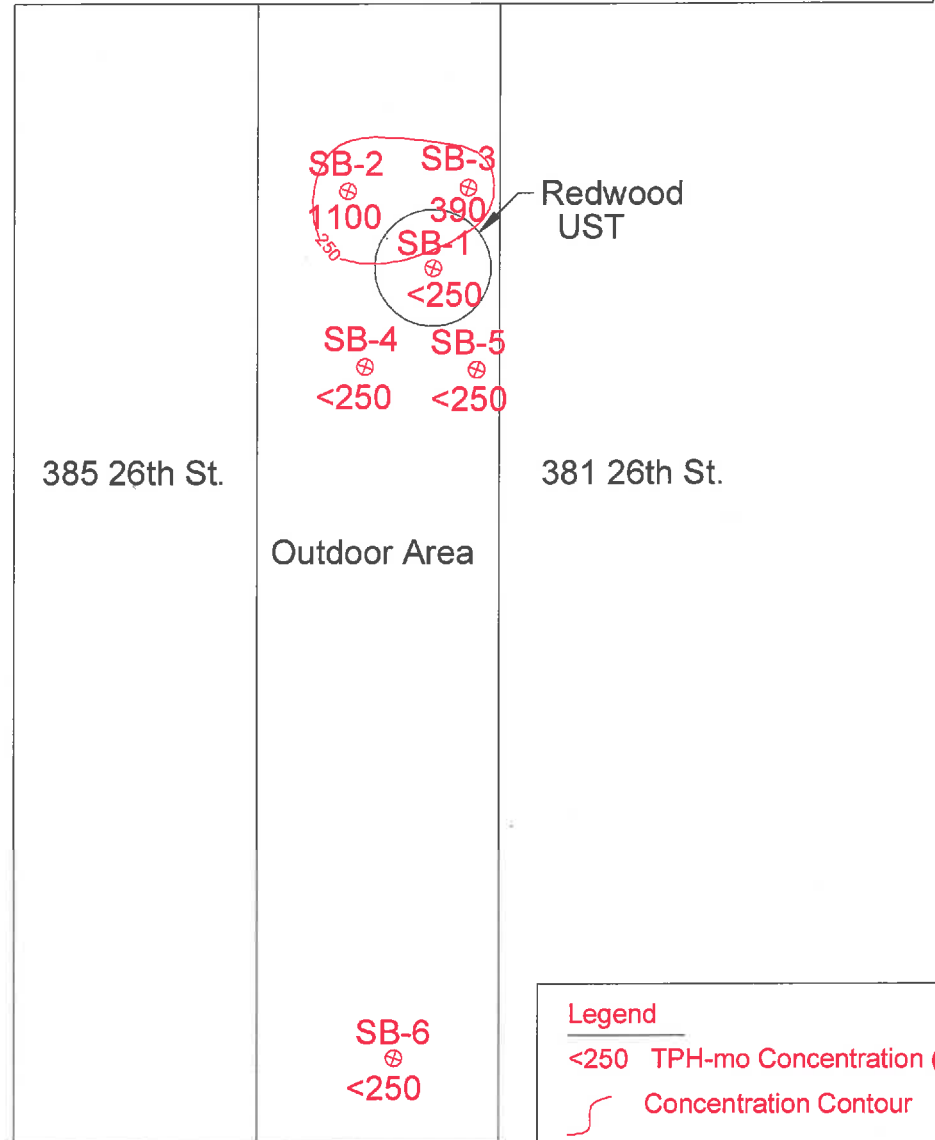 SB-2
SB-3
1100
390
Redwood
UST
250
SB-1
<250
SB-4
SB-5
<250
<250
385 26th St.
381 26th St.
Outdoor Area
SB-6
<250
Legend
<250 TPH-mo Concentration (
Concentration Contour